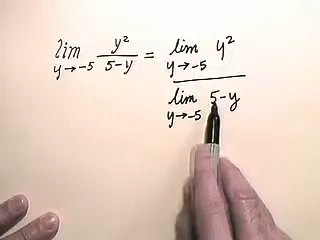 lim y² / 5-y = lim y²
y→-5 y→-5
lim 5-y
y→-5